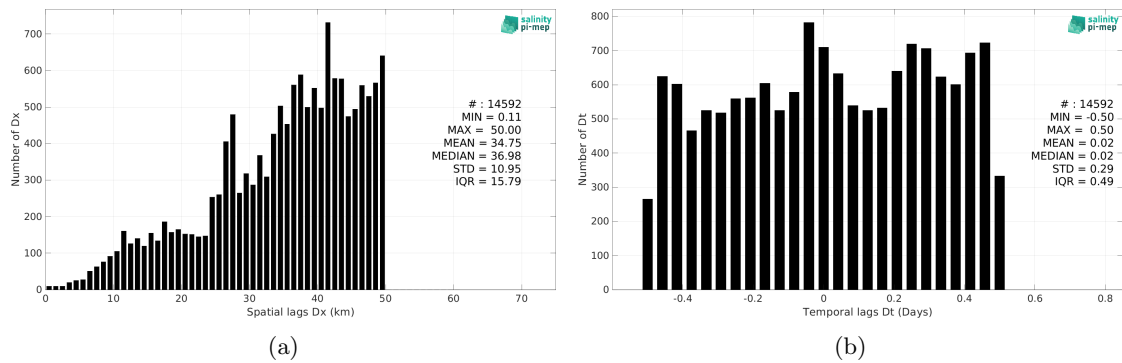 salinity
pi-mep
700
600
500
400
300
200
100
0
Number of Dx
# : 14592
MIN = 0.11
MAX = 50.00
MEAN = 34.75
MEDIAN = 36.98
STD = 10.95
IQR = 15.79
0 10 20 30 40 50 60 70
Spatial lags Dx (km)
(a)
salinity
pi-mep
800
700
600
500
400
300
200
100
0
Number of Dt
# : 14592
MIN = -0.50
MAX = 0.50
MEAN = 0.02
MEDIAN = 0.02
STD = 0.29
IQR = 0.49
-0.4 -0.2 0 0.2 0.4 0.6 0.8
Temporal lags Dt (Days)
(b)